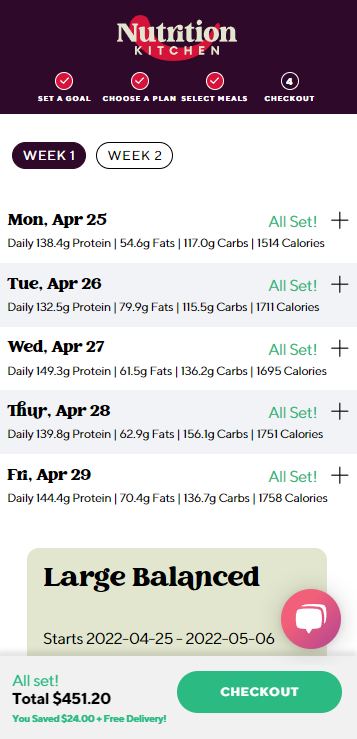 Nutrition
KITCHEN
4
SET A GOAL CHOOSE A PLAN SELECT MEALS CHECKOUT
WEEK 1 WEEK 2
Mon, Apr 25 All Set!
Daily 138.4g Protein | 54.6g Fats | 117.0g Carbs | 1514 Calories
Tue, Apr 26 All Set!
Daily 132.5g Protein | 79.9g Fats | 115.5g Carbs | 1711 Calories
Wed, Apr 27 All Set!
Daily 149.3g Protein | 61.5g Fats | 136.2g Carbs | 1695 Calories
Thur, Apr 28 All Set!
Daily 139.8g Protein | 62.9g Fats | 156.1g Carbs | 1751 Calories
Fri, Apr 29 All Set!
Daily 144.4g Protein | 70.4g Fats | 136.7g Carbs | 1758 Calories
Large Balanced
Starts 2022-04-25 - 2022-05-06
All set!
Total $451.20
You Saved $24.00 + Free Delivery!
CHECKOUT